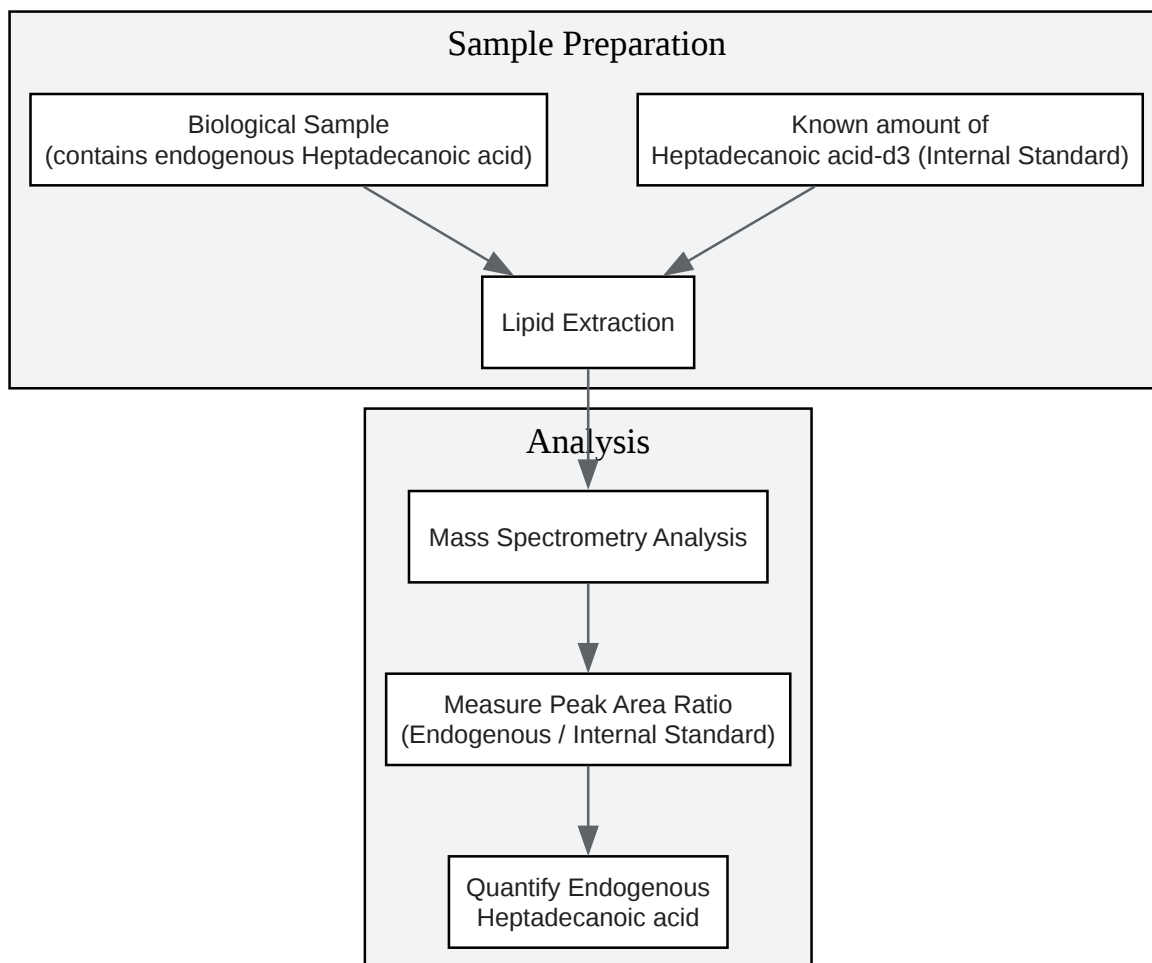 Sample Preparation
Biological Sample
(contains endogenous Heptadecanoic acid)
Known amount of
Heptadecanoic acid-d3 (Internal Standard)
Lipid Extraction
Analysis
Mass Spectrometry Analysis
Measure Peak Area Ratio
(Endogenous / Internal Standard)
Quantify Endogenous
Heptadecanoic acid